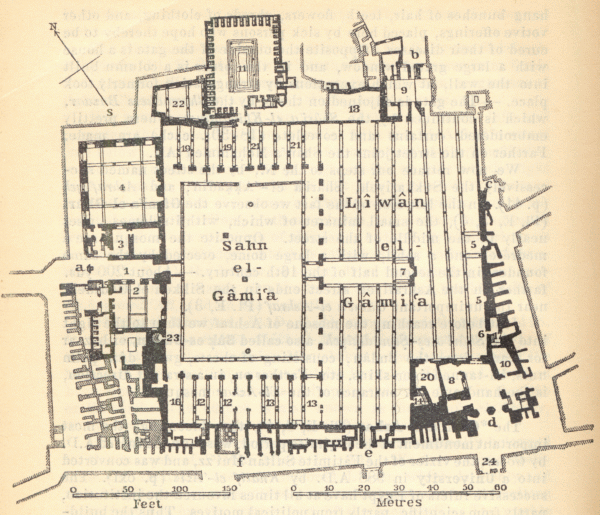 N
S
b
11
9
22
18
19 19 21 21
4
Liwân
c
Sahn
3
el-
5
el-
a 1
7
2
Gâmi'a
Gâmi'a
5
23
6
10
20 8
16 12 12 13 13
14
d
e
f
24
0 50 100 150 0 10 20 30 40 50 60
Feet Mètres